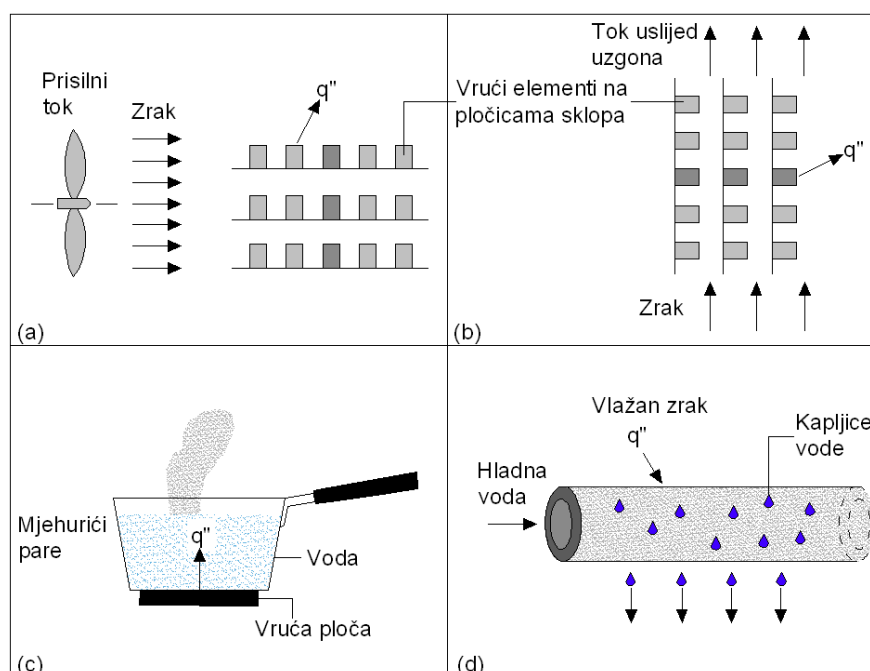 Prisilni
tok
Zrak
q"
Vrući elementi na
pločicama sklopa
(a)
Tok uslijed
uzgona
q"
Zrak
(b)
Mjehurići
pare
q"
Voda
Vruća ploča
(c)
Vlažan zrak
q"
Kapljice
vode
Hladna
voda
(d)